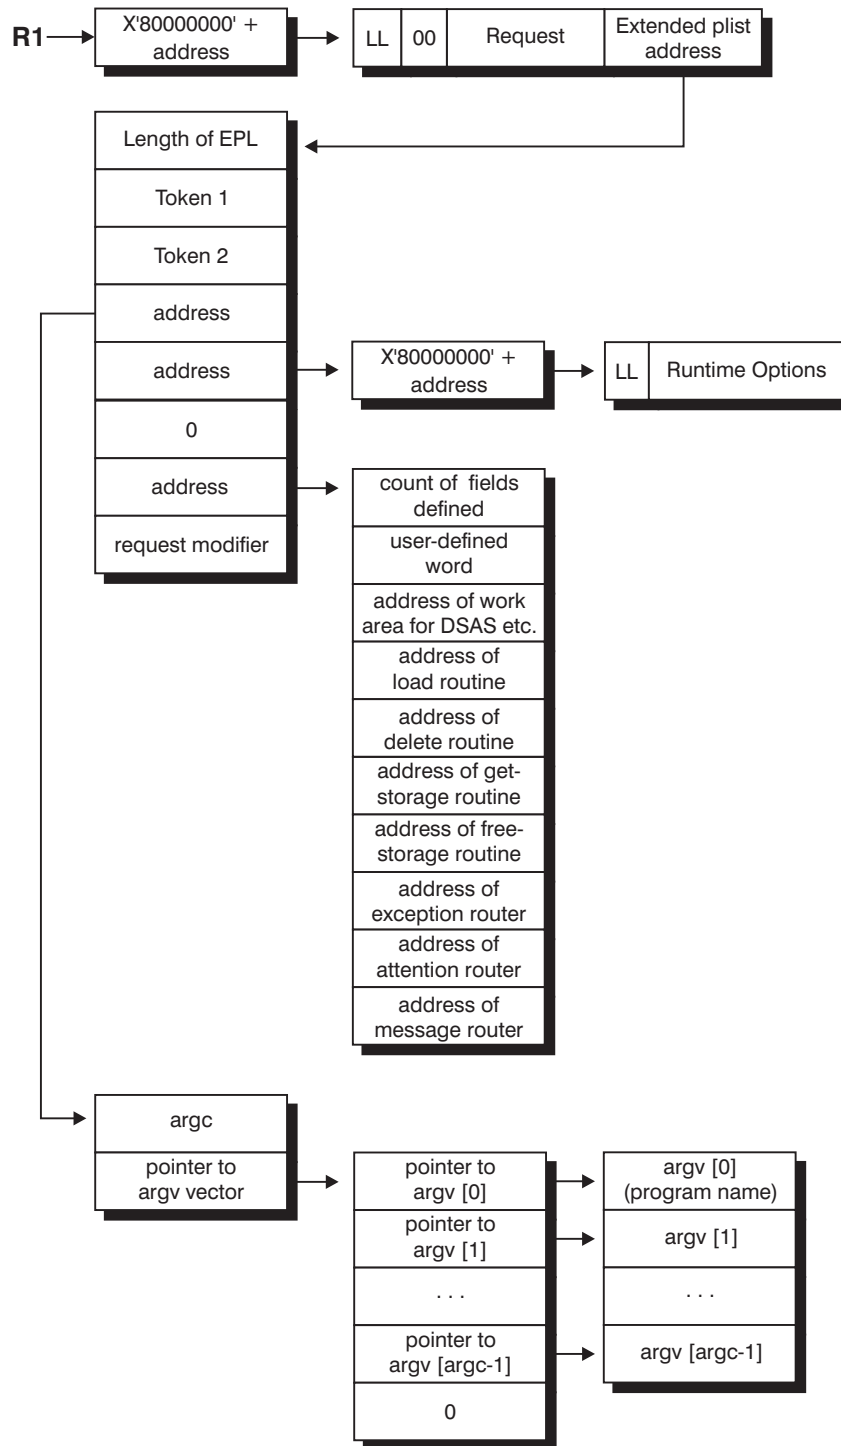 R1
X'80000000' +
address
LL
00
Request
Extended plist
address
Length of EPL
Token 1
Token 2
address
address
0
address
request modifier
X'80000000' +
address
LL
Runtime Options
count of fields
defined
user-defined
word
address of work
area for DSAS etc.
address of
load routine
address of
delete routine
address of get-
storage routine
address of free-
storage routine
address of
exception router
address of
attention router
address of
message router
argc
pointer to
argv vector
pointer to
argv [0]
pointer to
argv [1]
. . .
pointer to
argv [argc-1]
0
argv [0]
(program name)
argv [1]
. . .
argv [argc-1]